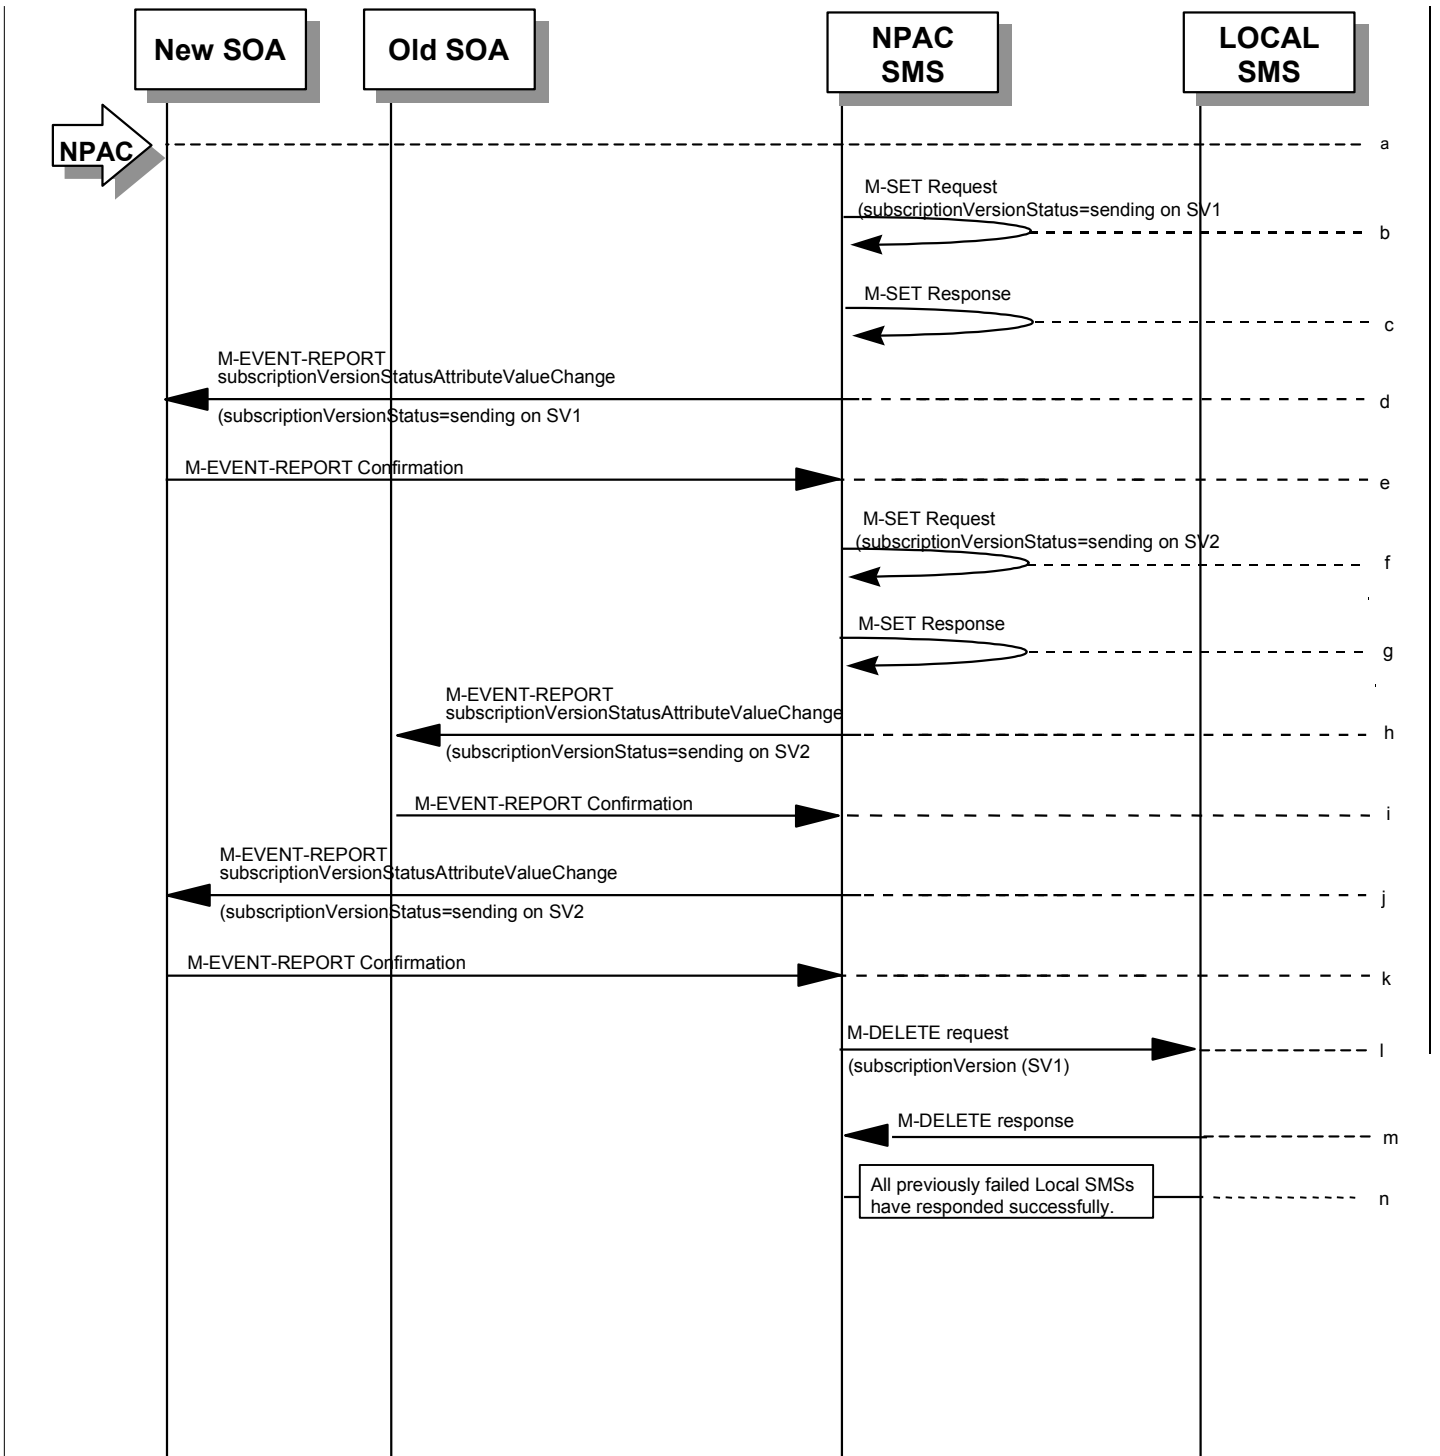 New SOA
Old SOA
NPAC
SMS
LOCAL
SMS
NPAC
a
M-SET Request
(subscriptionVersionStatus=sending on SV1
b
M-SET Response
c
M-EVENT-REPORT
subscriptionVersionStatusAttributeValueChange
(subscriptionVersionStatus=sending on SV1
d
M-EVENT-REPORT Confirmation
e
M-SET Request
(subscriptionVersionStatus=sending on SV2
f
M-SET Response
g
M-EVENT-REPORT
subscriptionVersionStatusAttributeValueChange
(subscriptionVersionStatus=sending on SV2
h
M-EVENT-REPORT Confirmation
i
M-EVENT-REPORT
subscriptionVersionStatusAttributeValueChange
(subscriptionVersionStatus=sending on SV2
j
M-EVENT-REPORT Confirmation
k
M-DELETE request
(subscriptionVersion (SV1)
l
M-DELETE response
m
All previously failed Local SMSs
have responded successfully.
n